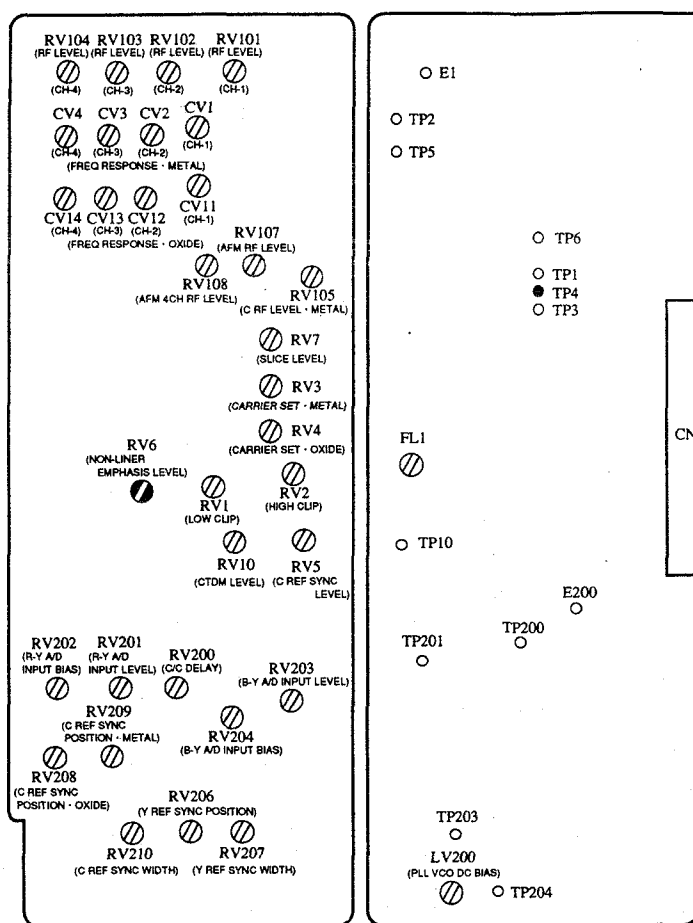 RV104 RV103 RV102 RV101
(RF LEVEL) (RF LEVEL) (RF LEVEL) (RF LEVEL)
(CH-4) (CH-3) (CH-2) (CH-1)
CV4 CV3 CV2 CV1
(CH-4) (CH-3) (CH-2) (CH-1)
(FREQ RESPONSE · METAL)
CV14 CV13 CV12 CV11
(CH-4) (CH-3) (CH-2) (CH-1)
(FREQ RESPONSE · OXIDE)
RV107
(AFM RF LEVEL)
RV108
(AFM 4CH RF LEVEL)
RV105
(C RF LEVEL · METAL)
RV7
(SLICE LEVEL)
RV3
(CARRIER SET · METAL)
RV4
(CARRIER SET · OXIDE)
RV6
(NON-LINER
EMPHASIS LEVEL)
RV1
(LOW CLIP)
RV2
(HIGH CLIP)
RV10
(CTDM LEVEL)
RV5
(C REF SYNC
LEVEL)
RV202
(R-Y A/D
INPUT BIAS)
RV201
(R-Y A/D
INPUT LEVEL)
RV200
(C/C DELAY)
RV203
(B-Y A/D INPUT LEVEL)
RV209
(C REF SYNC
POSITION · METAL)
RV204
(B-Y A/D INPUT BIAS)
RV208
(C REF SYNC
POSITION · OXIDE)
RV206
(Y REF SYNC POSITION)
RV210
(C REF SYNC WIDTH)
RV207
(Y REF SYNC WIDTH)
E1
TP2
TP5
TP6
TP1
TP4
TP3
CN
FL1
TP10
E200
TP200
TP201
TP203
LV200
(PLL VCO DC BIAS)
TP204